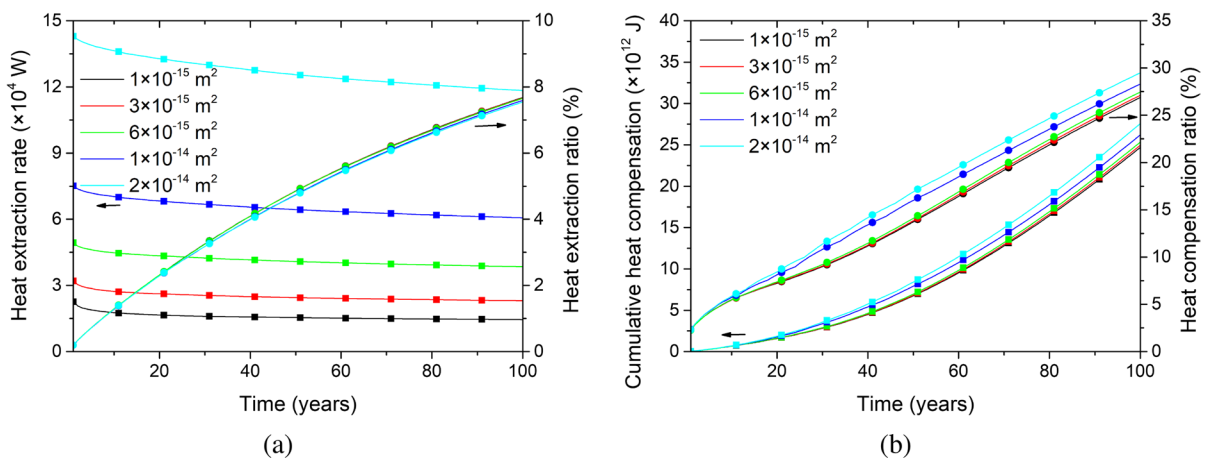 Heat extraction rate (×10⁴ W)
15
12
9
6
3
0
1×10⁻¹⁵ m²
3×10⁻¹⁵ m²
6×10⁻¹⁵ m²
1×10⁻¹⁴ m²
2×10⁻¹⁴ m²
10
8
6
4
2
0
Heat extraction ratio (%)
20 40 60 80 100
Time (years)
(a)
Cumulative heat compensation (×10¹² J)
40
35
30
25
20
15
10
5
0
1×10⁻¹⁵ m²
3×10⁻¹⁵ m²
6×10⁻¹⁵ m²
1×10⁻¹⁴ m²
2×10⁻¹⁴ m²
35
30
25
20
15
10
5
0
Heat compensation ratio (%)
20 40 60 80 100
Time (years)
(b)